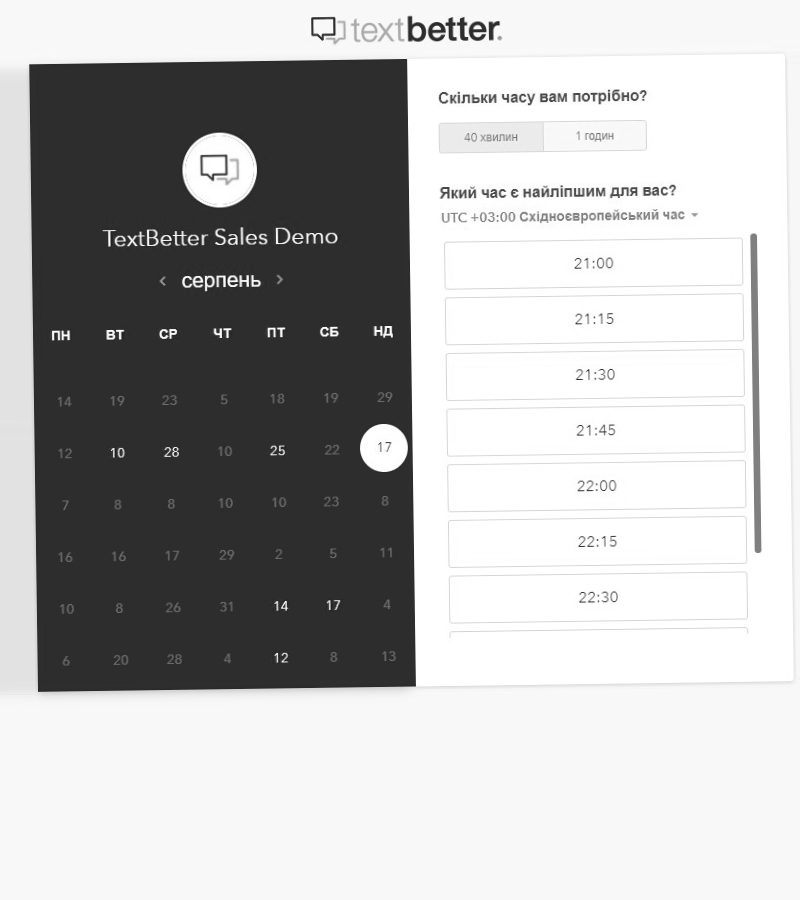 textbetter.
TextBetter Sales Demo
‹ серпень ›
ПН ВТ СР ЧТ ПТ СБ НД
14 19 23 5 18 19 29
12 10 28 10 25 22 17
7 8 8 10 10 23 8
16 16 17 29 2 5 11
10 8 26 31 14 17 4
6 20 28 4 12 8 13
Скільки часу вам потрібно?
40 хвилин 1 годин
Який час є найліпшим для вас?
UTC +03:00 Східноєвропейський час
21:00
21:15
21:30
21:45
22:00
22:15
22:30